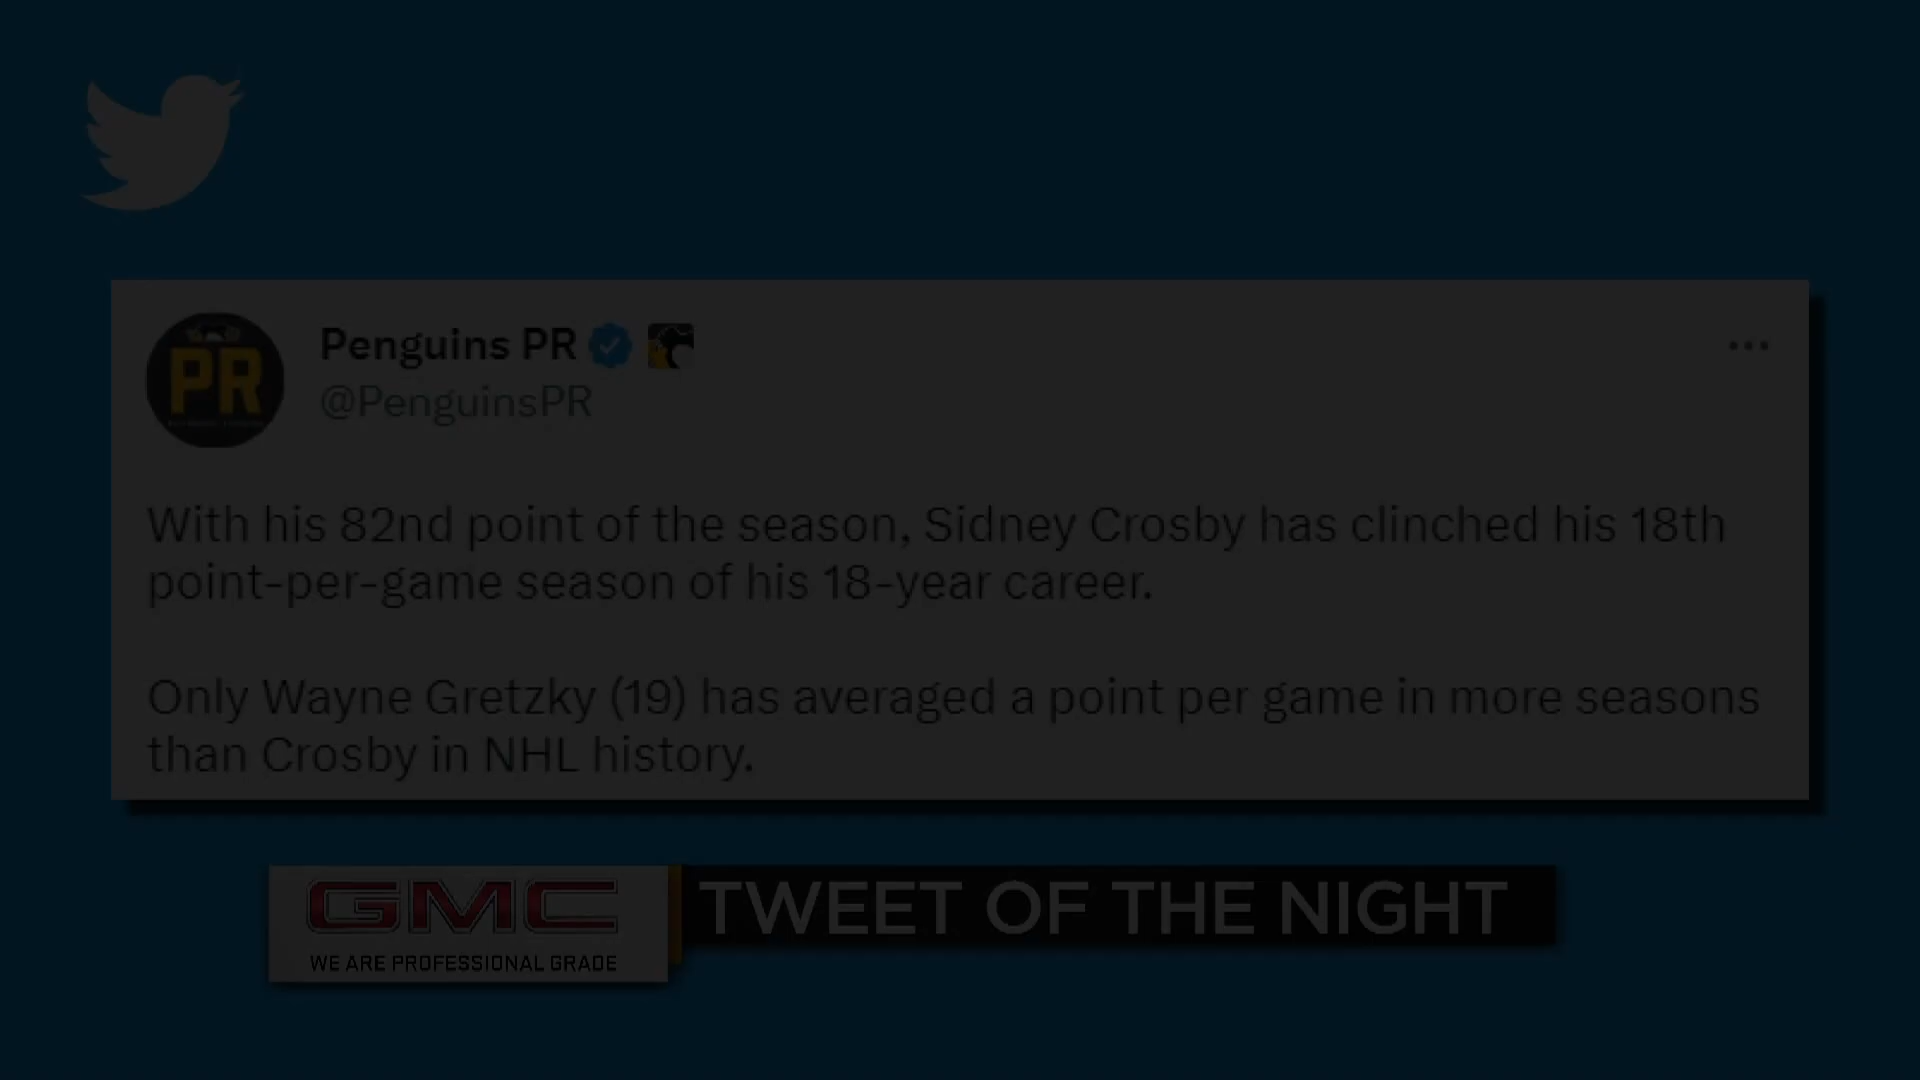 PR
Penguins PR
@PenguinsPR
With his 82nd point of the season, Sidney Crosby has clinched his 18th
point-per-game season of his 18-year career.
Only Wayne Gretzky (19) has averaged a point per game in more seasons
than Crosby in NHL history.
GMC
WE ARE PROFESSIONAL GRADE
TWEET OF THE NIGHT